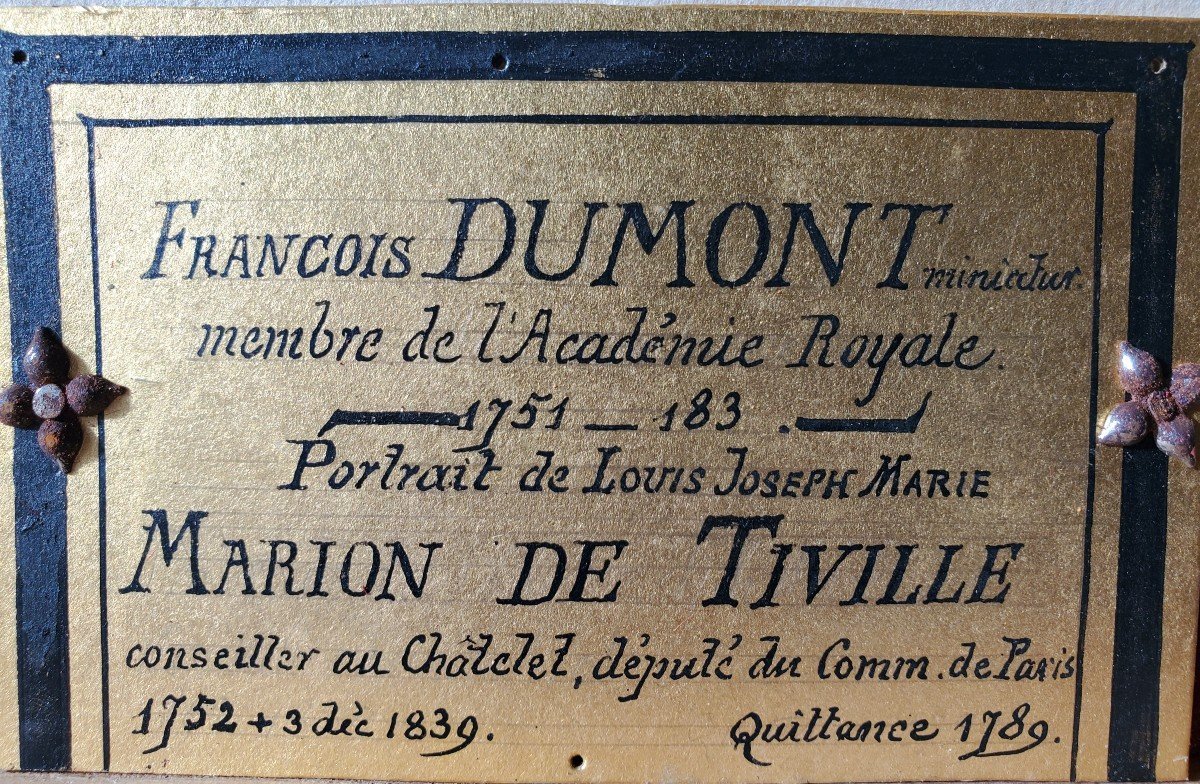 FRANCOIS DUMONT miniatur.
membre de l'Académie Royale.
1751 — 183 .
Portrait de LOUIS JOSEPH MARIE
MARION DE TIVILLE
conseiller au Châtelet, député du Comm. de PARIS
1752 + 3 déc 1839. Quittance 1789.